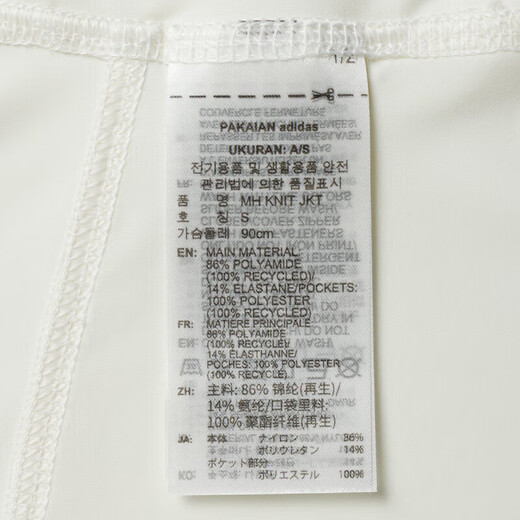 1/2
PAKAIAN adidas
UKURAN: A/S
전기용품 및 생활용품 안전
관리법에 의한 품질표시
품 명 MH KNIT JKT
호 칭 S
가슴둘레 90cm
EN: MAIN MATERIAL
86% POLYAMIDE
(100% RECYCLED)/
14% ELASTANE/POCKETS:
100% POLYESTER
(100% RECYCLED)
FR: MATIERE PRINCIPALE
86% POLYAMIDE
(100% RECYCLE)/
14% ELASTHANNE/
POCHES: 100% POLYESTER
(100% RECYCLE)
ZH: 主料: 86% 锦纶(再生)/
14% 氨纶/口袋里料:
100% 聚酯纤维(再生)
JA: 本体 ナイロン 86%
ポリウレタン 14%
ポケット部分
ポリエステル 100%